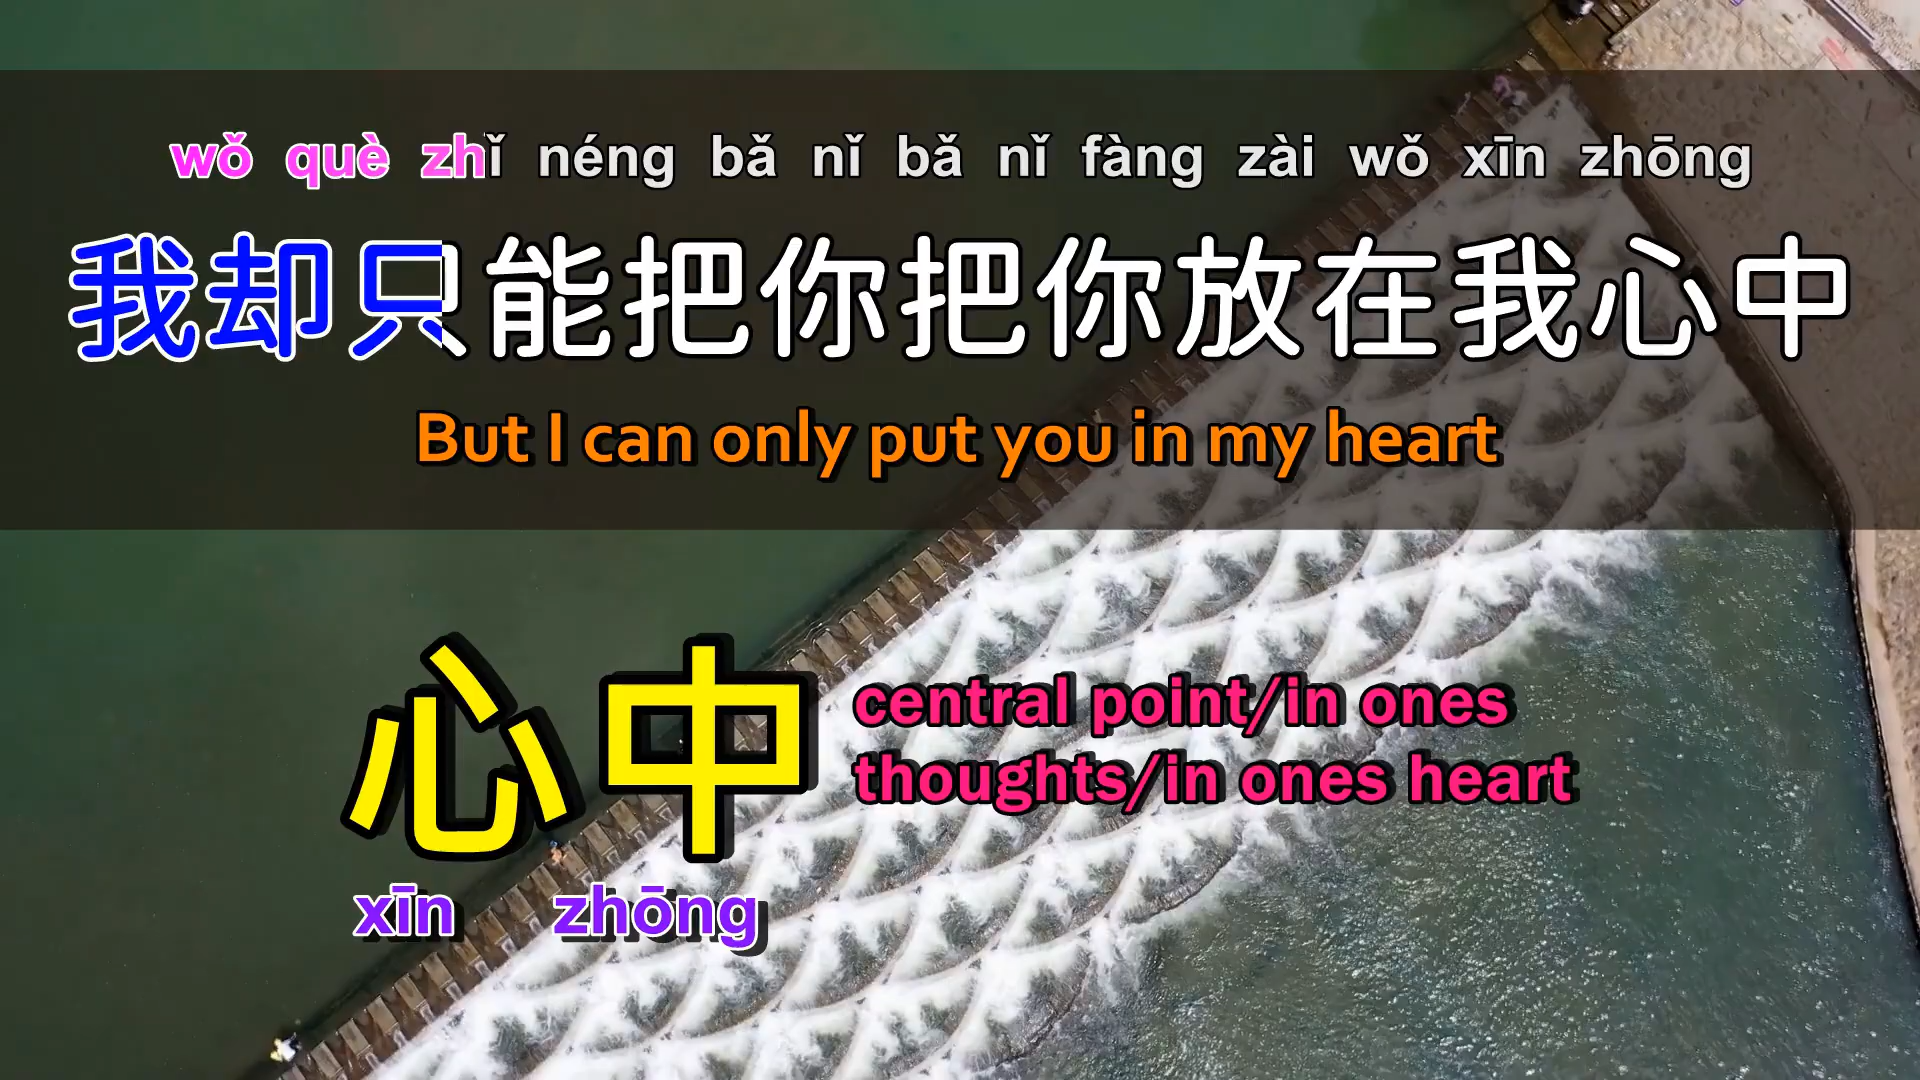 wǒ què zhǐ néng bǎ nǐ bǎ nǐ fàng zài wǒ xīn zhōng
我却只能把你把你放在我心中
But I can only put you in my heart
心中
central point/in ones
thoughts/in ones heart
xīn zhōng